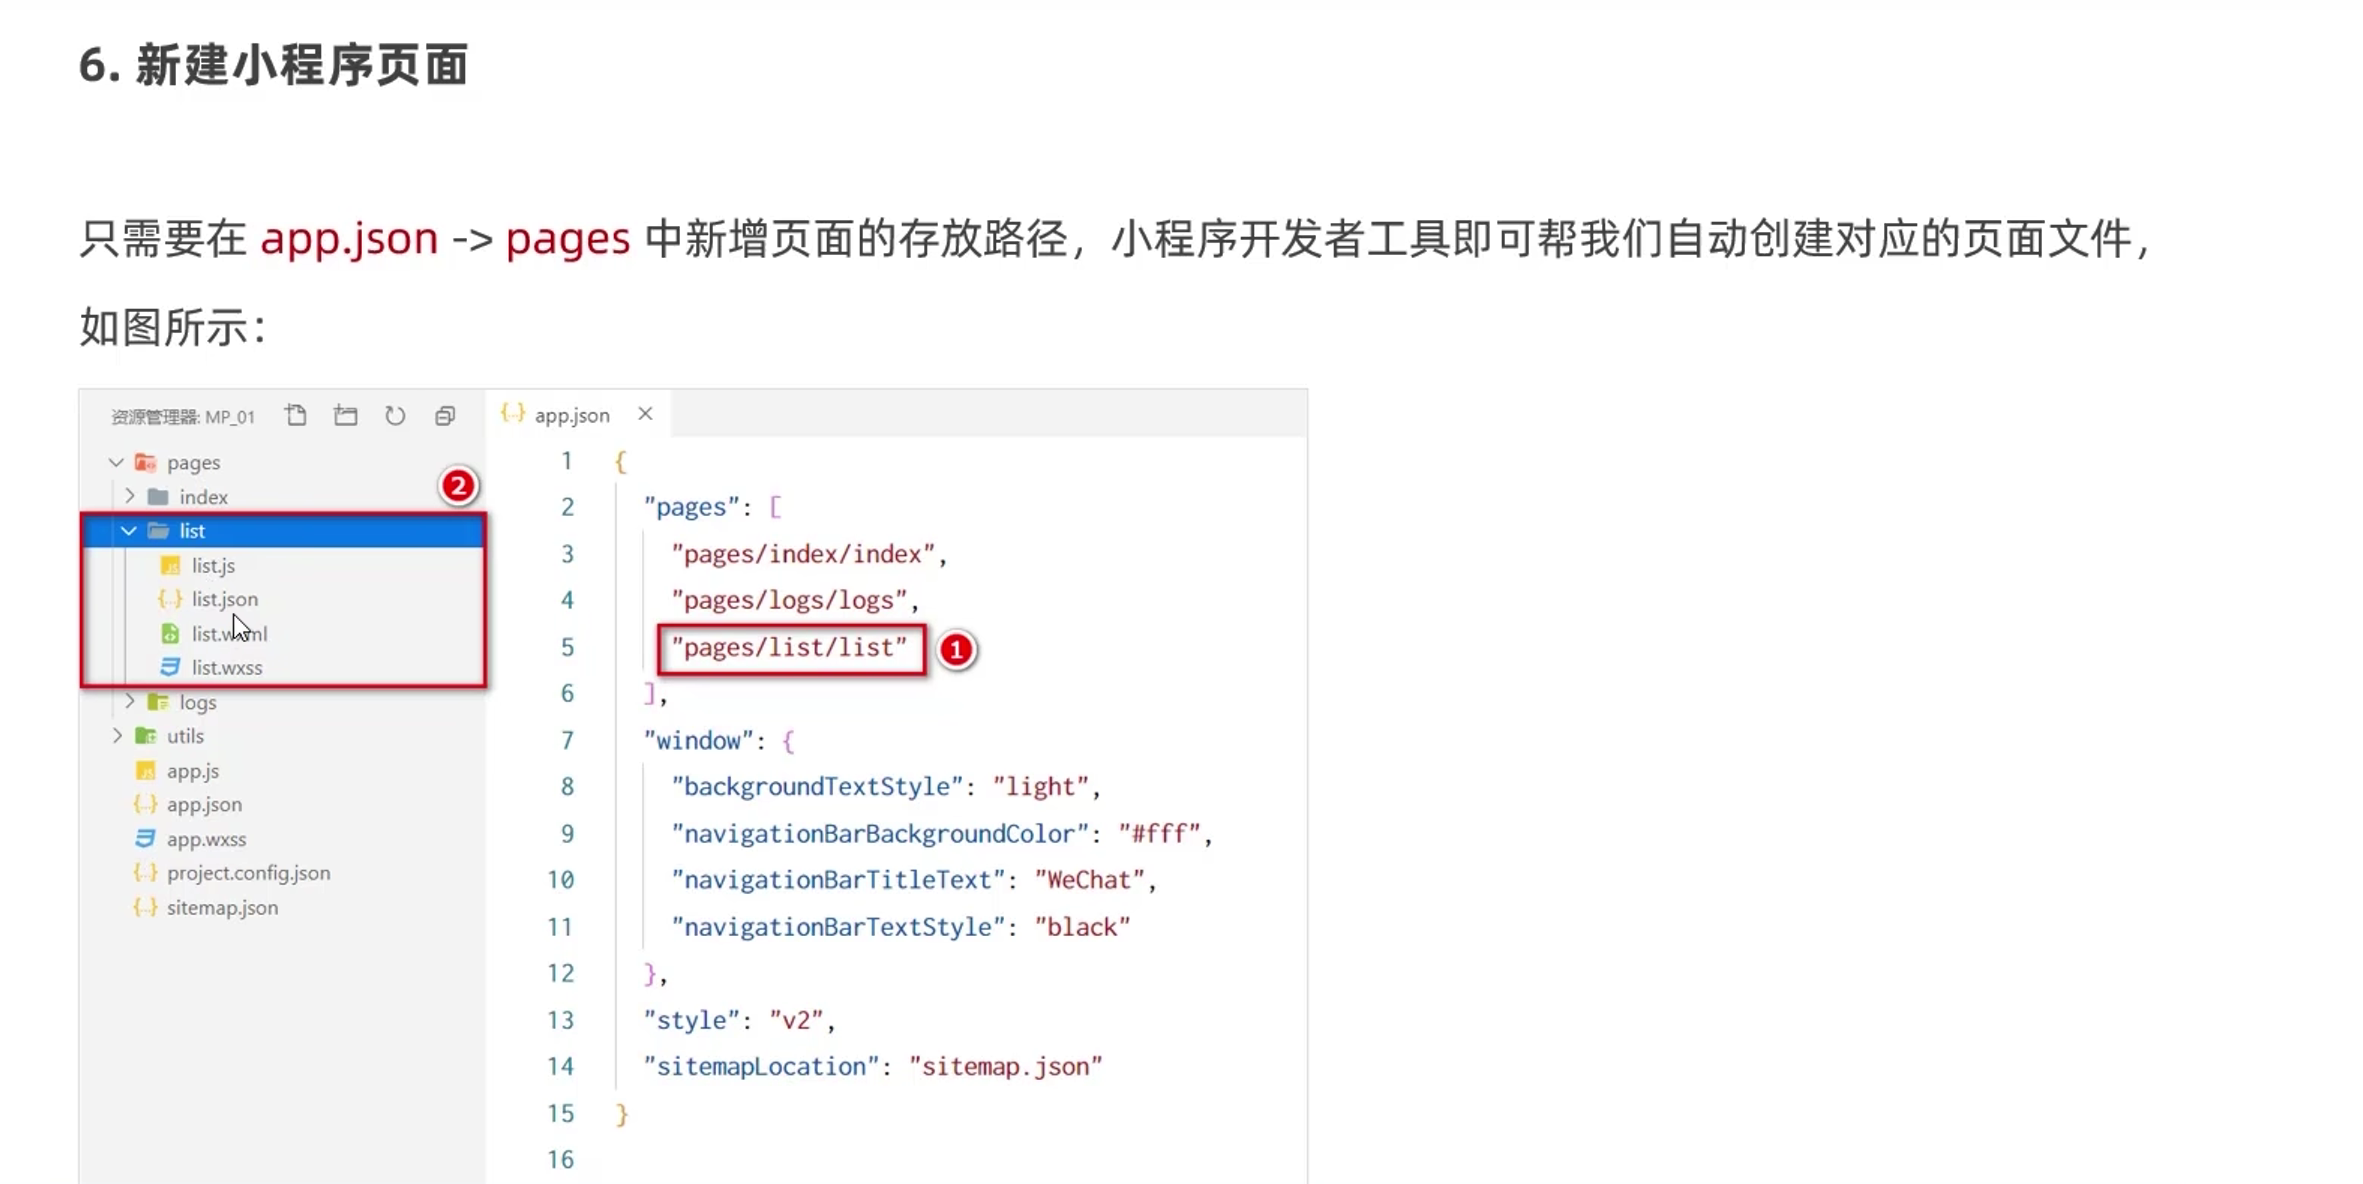 6. 新建小程序页面
只需要在 app.json -> pages 中新增页面的存放路径，小程序开发者工具即可帮我们自动创建对应的页面文件，
如图所示：
资源管理器: MP_01
pages
index
2
list
list.js
list.json
list.wxml
list.wxss
logs
utils
app.js
app.json
app.wxss
project.config.json
sitemap.json
app.json
1 {
2 "pages": [
3 "pages/index/index",
4 "pages/logs/logs",
5 "pages/list/list" 1
6 ],
7 "window": {
8 "backgroundTextStyle": "light",
9 "navigationBarBackgroundColor": "#fff",
10 "navigationBarTitleText": "WeChat",
11 "navigationBarTextStyle": "black"
12 },
13 "style": "v2",
14 "sitemapLocation": "sitemap.json"
15 }
16